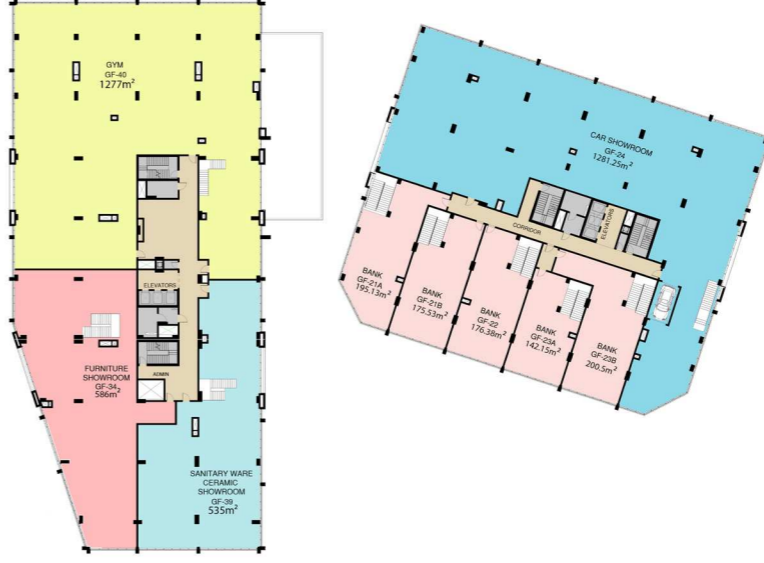 GYM
GF-40
1277m²
ELEVATORS
ADMIN
FURNITURE
SHOWROOM
GF-34
586m²
SANITARY WARE
CERAMIC
SHOWROOM
GF-39
535m²
CAR SHOWROOM
GF-24
1281.25m²
ELEVATORS
CORRIDOR
BANK
GF-21A
195.13m²
BANK
GF-21B
175.53m²
BANK
GF-22
176.38m²
BANK
GF-23A
142.15m²
BANK
GF-23B
200.5m²